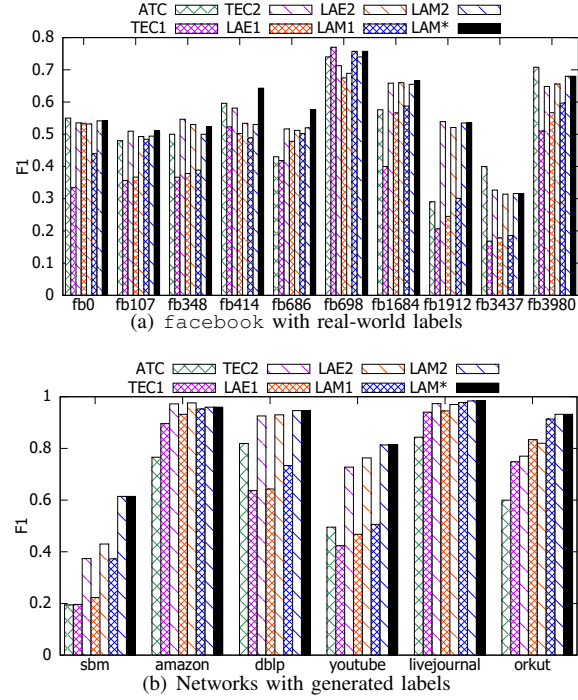 ATC TEC2 LAE2 LAM2
TEC1 LAE1 LAM1 LAM*
0.8
0.7
0.6
0.5
0.4
0.3
0.2
0.1
0
F1
fb0 fb107 fb348 fb414 fb686 fb698 fb1684 fb1912 fb3437 fb3980
(a) facebook with real-world labels
ATC TEC2 LAE2 LAM2
TEC1 LAE1 LAM1 LAM*
1
0.8
0.6
0.4
0.2
0
F1
sbm amazon dblp youtube livejournal orkut
(b) Networks with generated labels